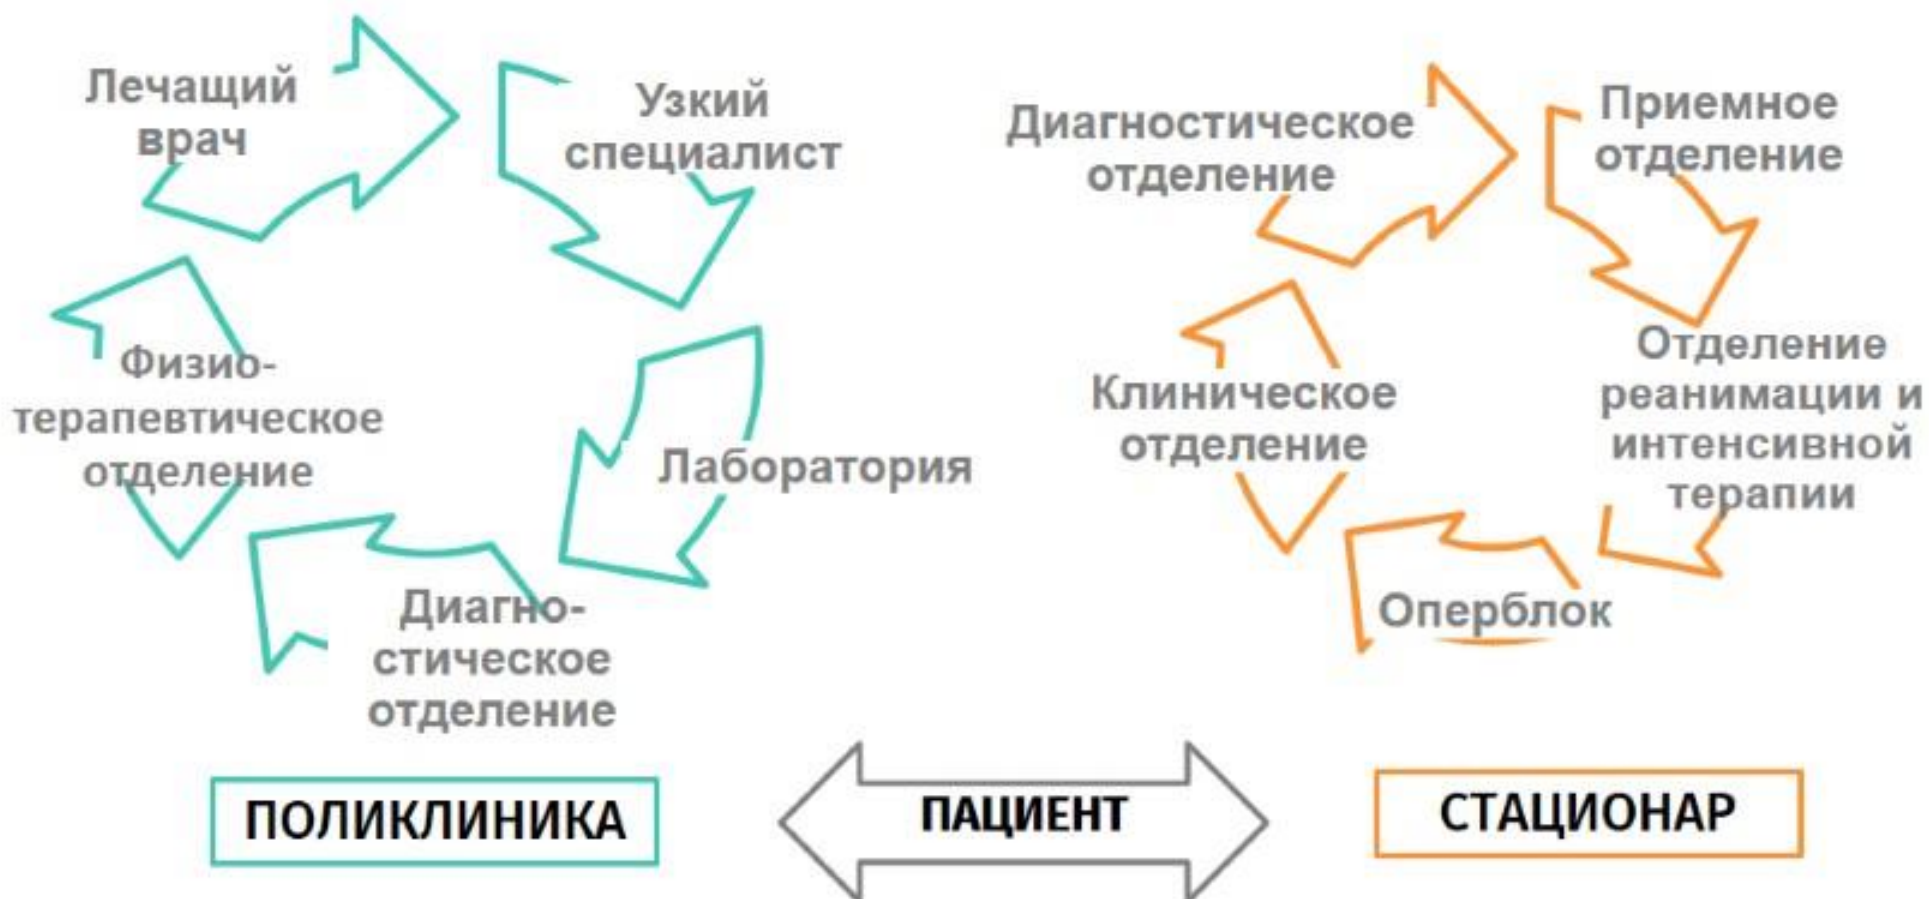 Лечащий
врач
Узкий
специалист
Лаборатория
Диагно-
стическое
отделение
Физио-
терапевтическое
отделение
ПОЛИКЛИНИКА
ПАЦИЕНТ
Диагностическое
отделение
Приемное
отделение
Отделение
реанимации и
интенсивной
терапии
Оперблок
Клиническое
отделение
СТАЦИОНАР